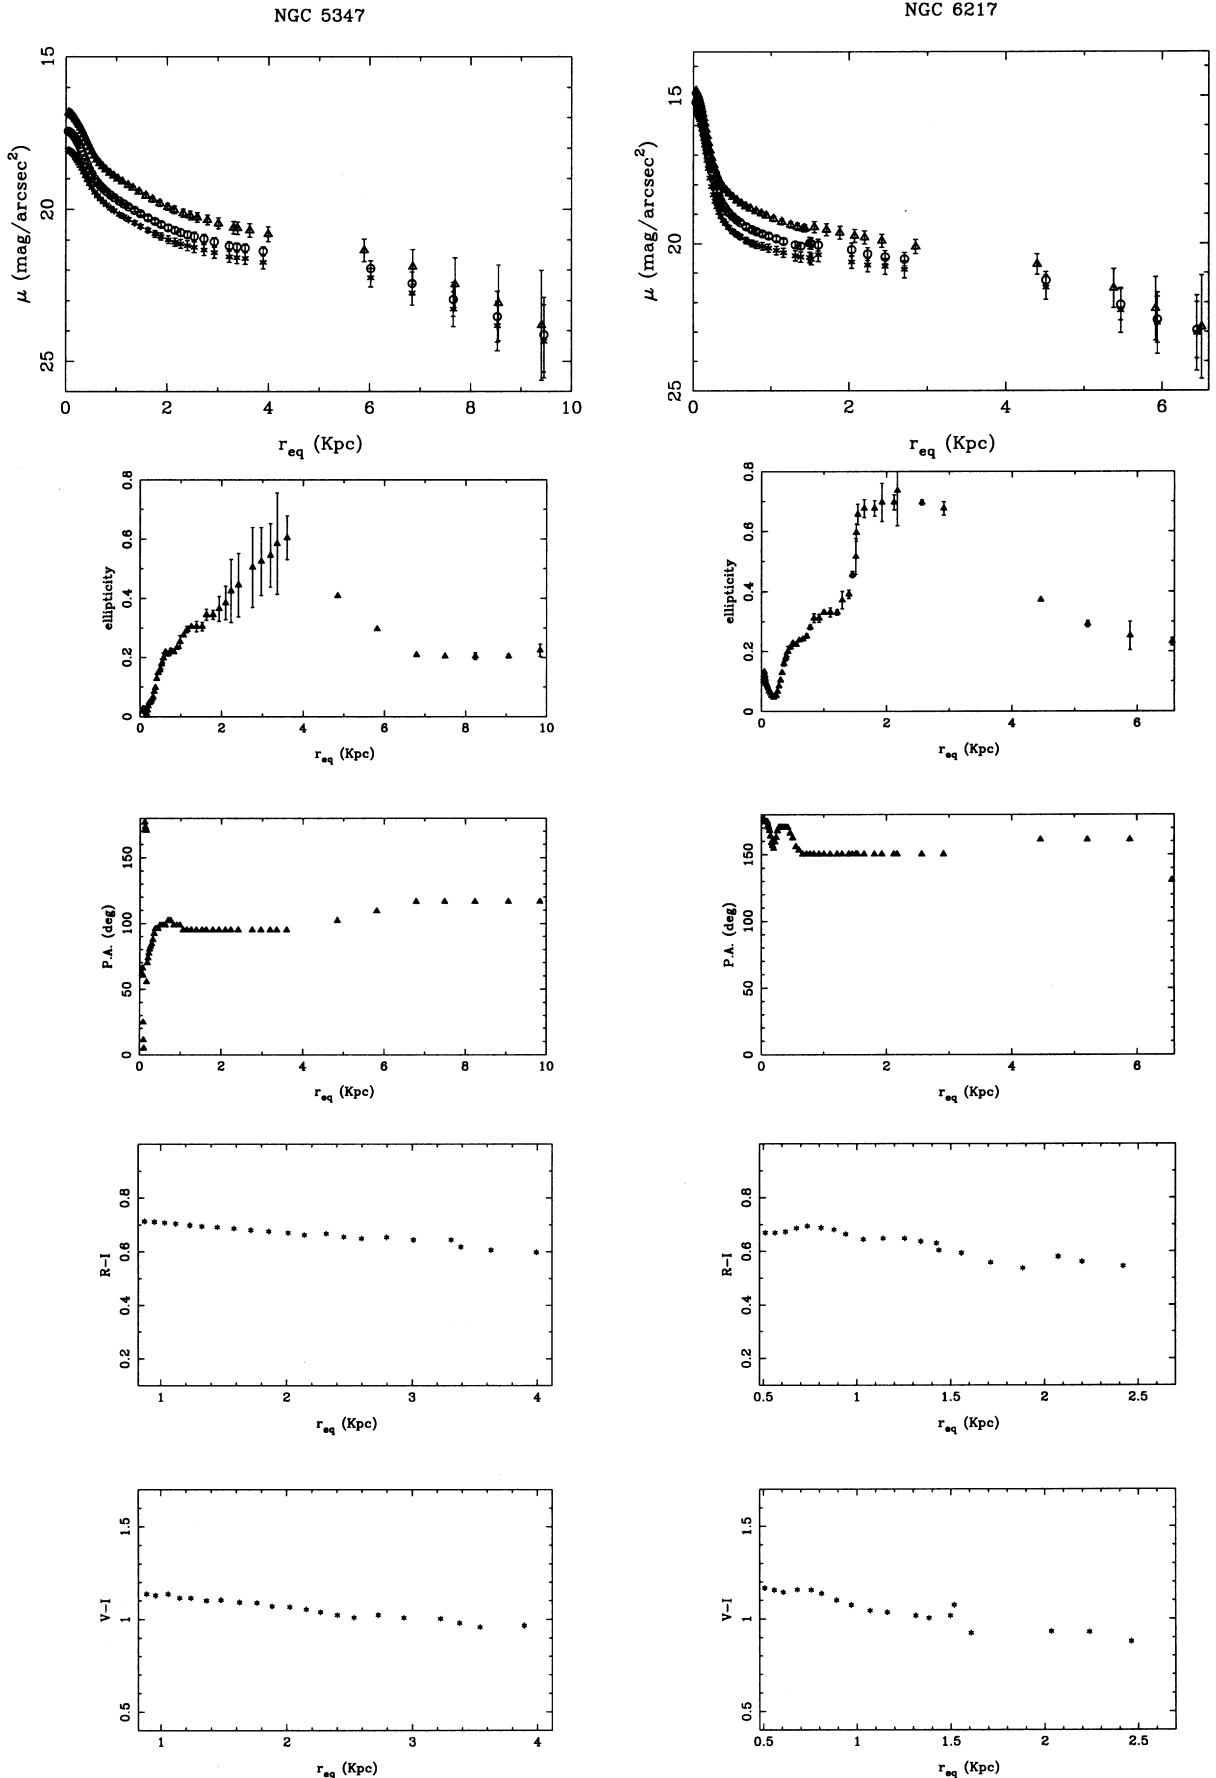 NGC 5347
NGC 6217
15
20
25
μ (mag/arcsec²)
0 2 4 6 8 10
r_eq (Kpc)
15
20
25
μ (mag/arcsec²)
0 2 4 6
r_eq (Kpc)
0.8
0.6
0.4
0.2
0
ellipticity
0 2 4 6 8 10
r_eq (Kpc)
0.8
0.6
0.4
0.2
0
ellipticity
0 2 4 6
r_eq (Kpc)
150
100
50
0
P.A. (deg)
0 2 4 6 8 10
r_eq (Kpc)
150
100
50
0
P.A. (deg)
0 2 4 6
r_eq (Kpc)
0.8
0.6
0.4
0.2
R-I
1 2 3 4
r_eq (Kpc)
0.8
0.6
0.4
0.2
R-I
0.5 1 1.5 2 2.5
r_eq (Kpc)
1.5
1
0.5
V-I
1 2 3 4
r_eq (Kpc)
1.5
1
0.5
V-I
0.5 1 1.5 2 2.5
r_eq (Kpc)